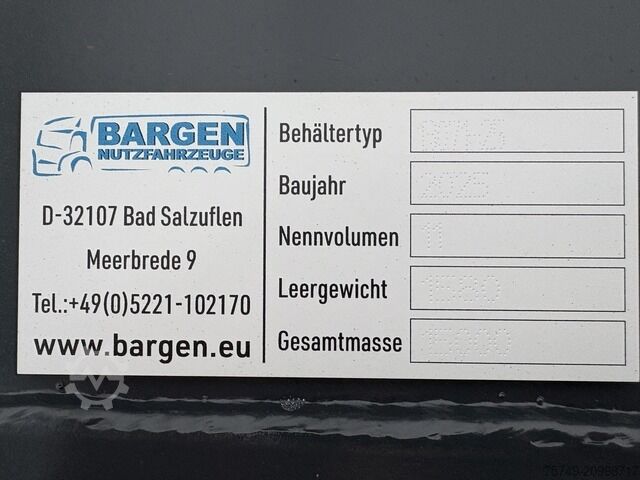 BARGEN
NUTZFAHRZEUGE
D-32107 Bad Salzuflen
Meerbrede 9
Tel.:+49(0)5221-102170
www.bargen.eu
Behältertyp
Baujahr 2025
Nennvolumen 11
Leergewicht
Gesamtmasse